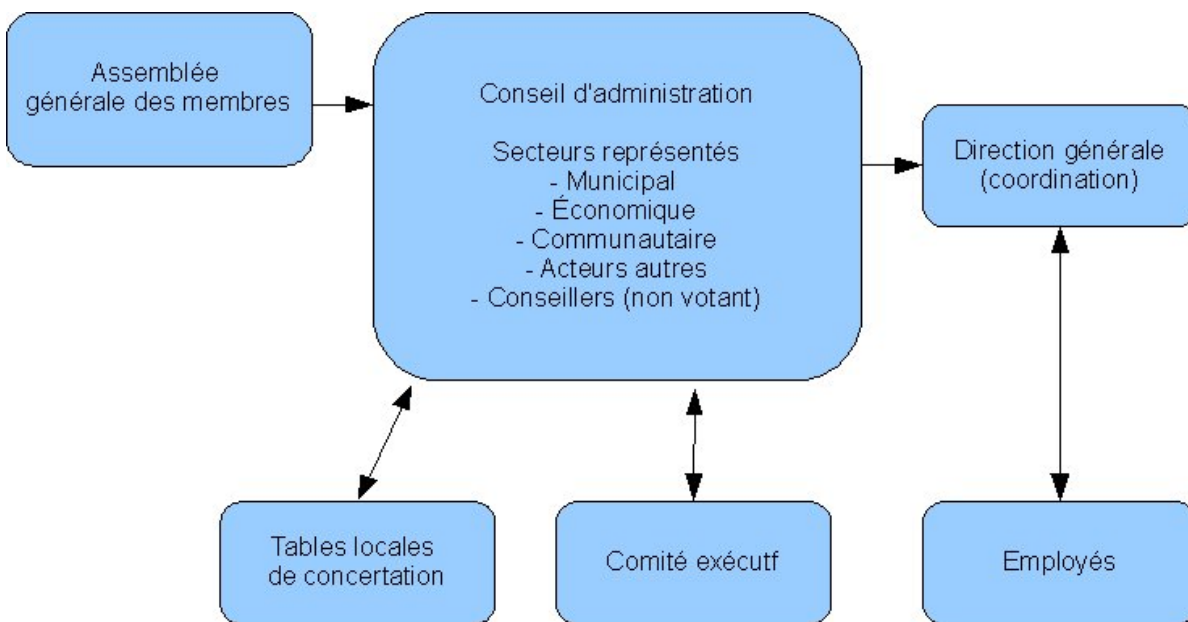 Assemblée
générale des membres
Conseil d'administration
Secteurs représentés
- Municipal
- Économique
- Communautaire
- Acteurs autres
- Conseillers (non votant)
Direction générale
(coordination)
Tables locales
de concertation
Comité exécutf
Employés